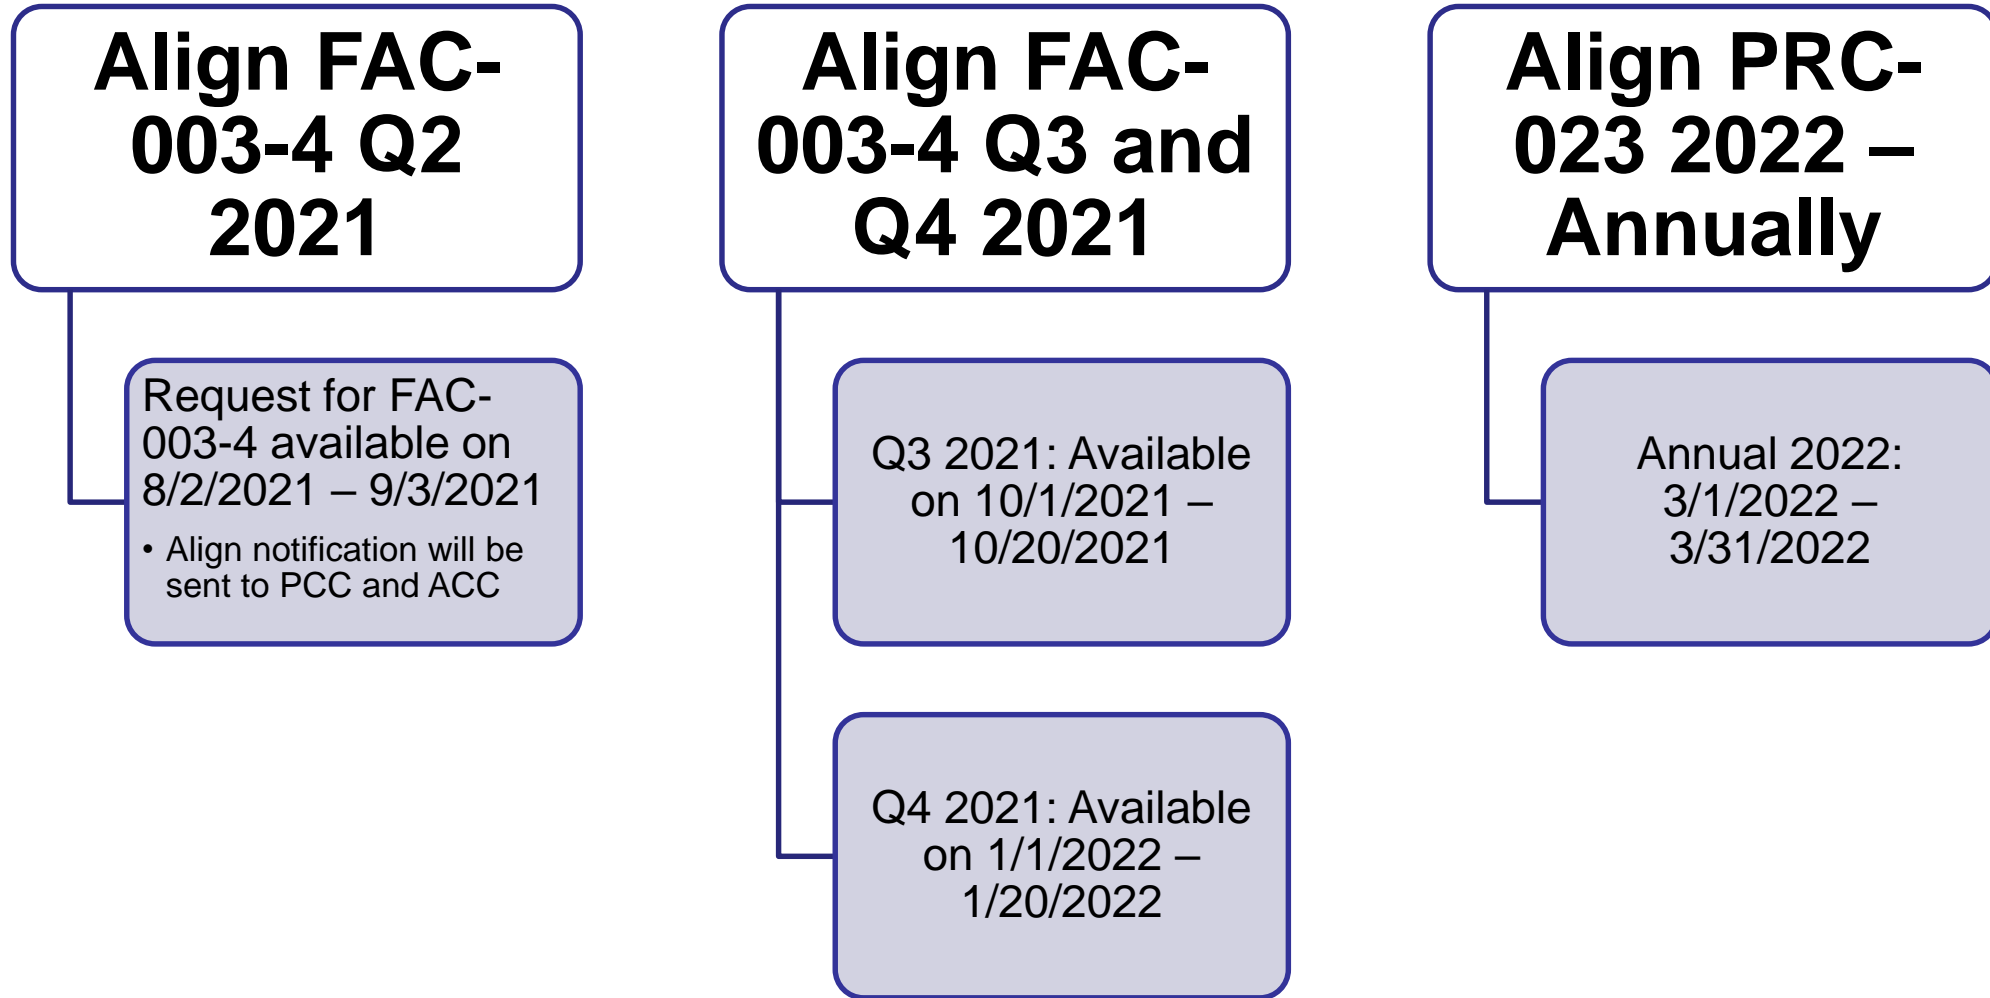 Align FAC-
003-4 Q2
2021
Request for FAC-
003-4 available on
8/2/2021 – 9/3/2021
• Align notification will be
sent to PCC and ACC
Align FAC-
003-4 Q3 and
Q4 2021
Q3 2021: Available
on 10/1/2021 –
10/20/2021
Q4 2021: Available
on 1/1/2022 –
1/20/2022
Align PRC-
023 2022 –
Annually
Annual 2022:
3/1/2022 –
3/31/2022